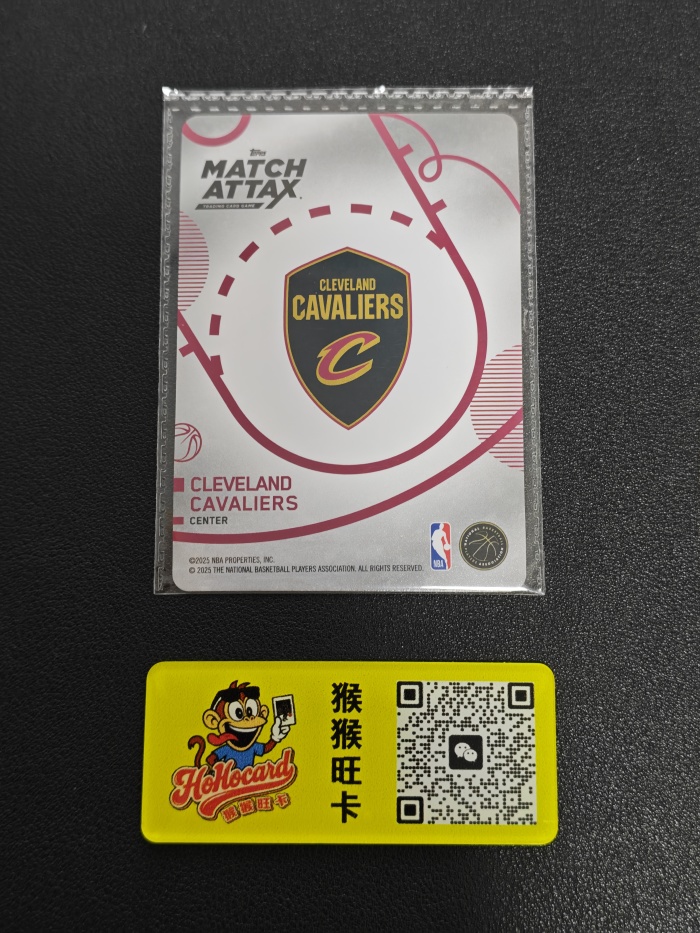 Topps
MATCH
ATTAX
TRADING CARD GAME
CLEVELAND
CAVALIERS
C
CLEVELAND
CAVALIERS
CENTER
©2025 NBA PROPERTIES, INC.
© 2025 THE NATIONAL BASKETBALL PLAYERS ASSOCIATION. ALL RIGHTS RESERVED.
NBA
HoHocard
猴猴旺卡
猴猴旺卡